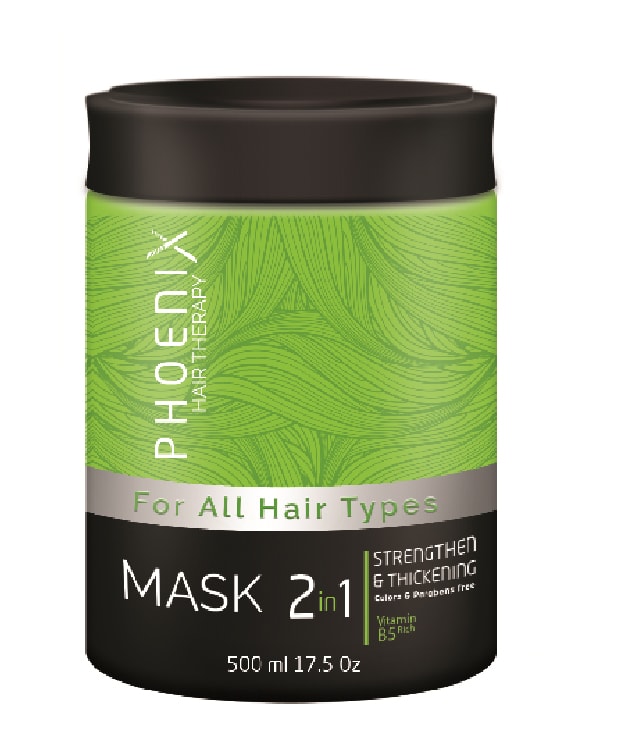 PHOENIX
HAIR THERAPY
For All Hair Types
MASK 2in1
STRENGTHEN
& THICKENING
Colors & Parabens free
Vitamin
B5 Rich
500 ml 17.5 Oz